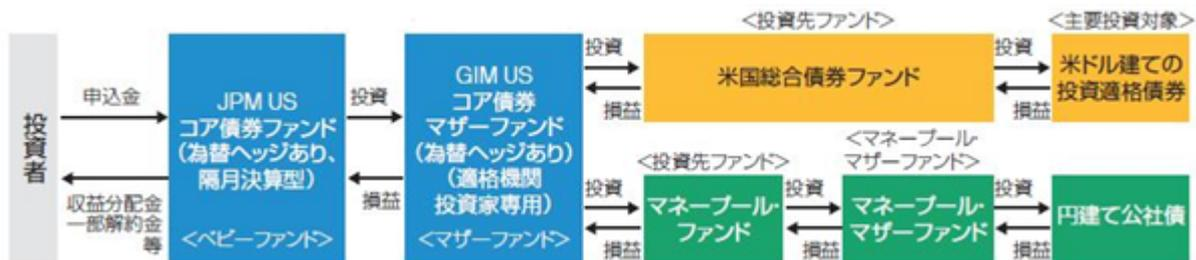 <投資先ファンド>
<主要投資対象>
投資者
申込金
収益分配金
一部解約金
等
JPM US
コア債券ファンド
(為替ヘッジあり、
隔月決算型)
<ベビーファンド>
投資
損益
GIM US
コア債券
マザーファンド
(為替ヘッジあり)
(適格機関
投資家専用)
<マザーファンド>
投資
損益
米国総合債券ファンド
投資
損益
米ドル建ての
投資適格債券
<投資先ファンド>
<マネープール・
マザーファンド>
投資
損益
マネープール・
ファンド
投資
損益
マネープール・
マザーファンド
投資
損益
円建て公社債